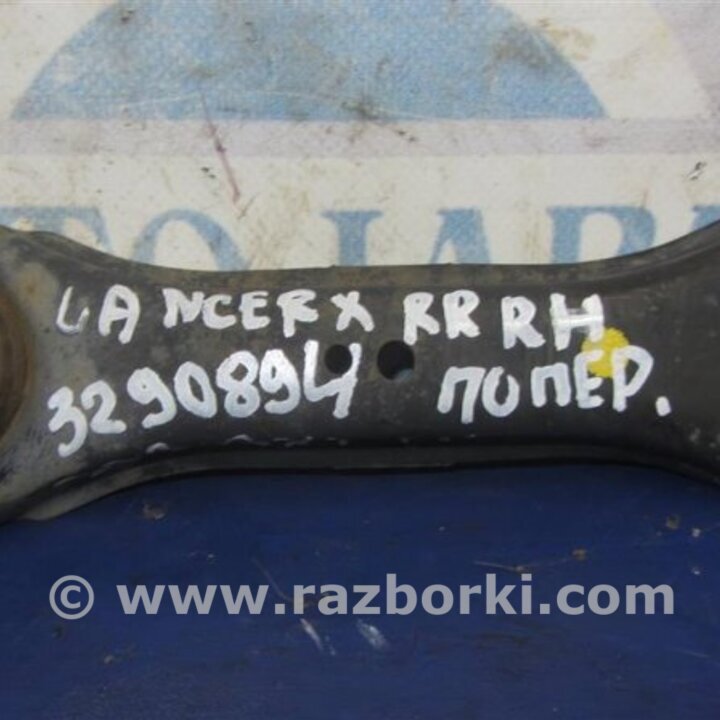 LANCER X RR RH
3290894 ПОПЕР.
© www.razborki.com